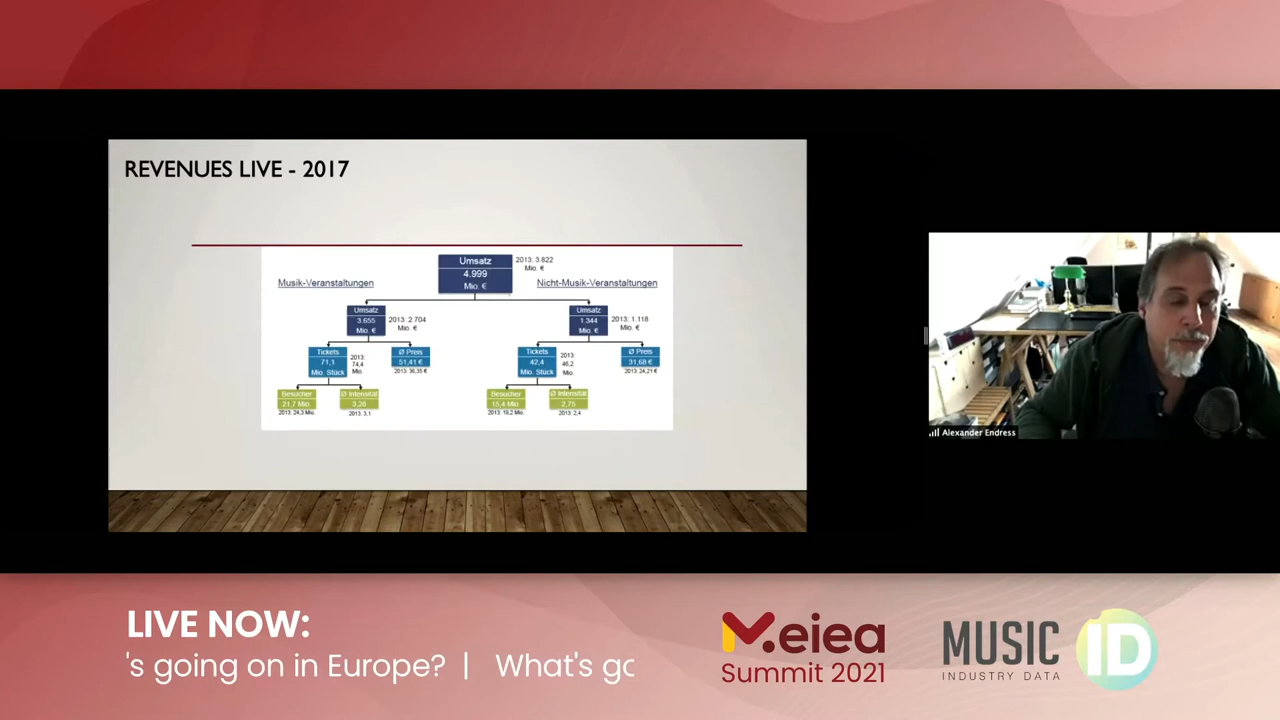 REVENUES LIVE - 2017
Umsatz
4.999
Mio. €
2013: 3.822
Mio. €
Musik-Veranstaltungen
Nicht-Musik-Veranstaltungen
Umsatz
3.655
Mio. €
2013: 2.704
Mio. €
Umsatz
1.344
Mio. €
2013: 1.118
Mio. €
Tickets
71,1
Mio. Stück
2013:
74,4
Mio.
Ø Preis
51,41 €
2013: 36,35 €
Tickets
42,4
Mio. Stück
2013:
46,2
Mio.
Ø Preis
31,68 €
2013: 24,21 €
Besucher
21,7 Mio.
2013: 24,3 Mio.
Ø Intensität
3,28
2013: 3,1
Besucher
15,4 Mio.
2013: 19,2 Mio.
Ø Intensität
2,75
2013: 2,4
Alexander Endress
LIVE NOW:
's going on in Europe? | What's go
meiea
Summit 2021
MUSIC
INDUSTRY DATA
ID